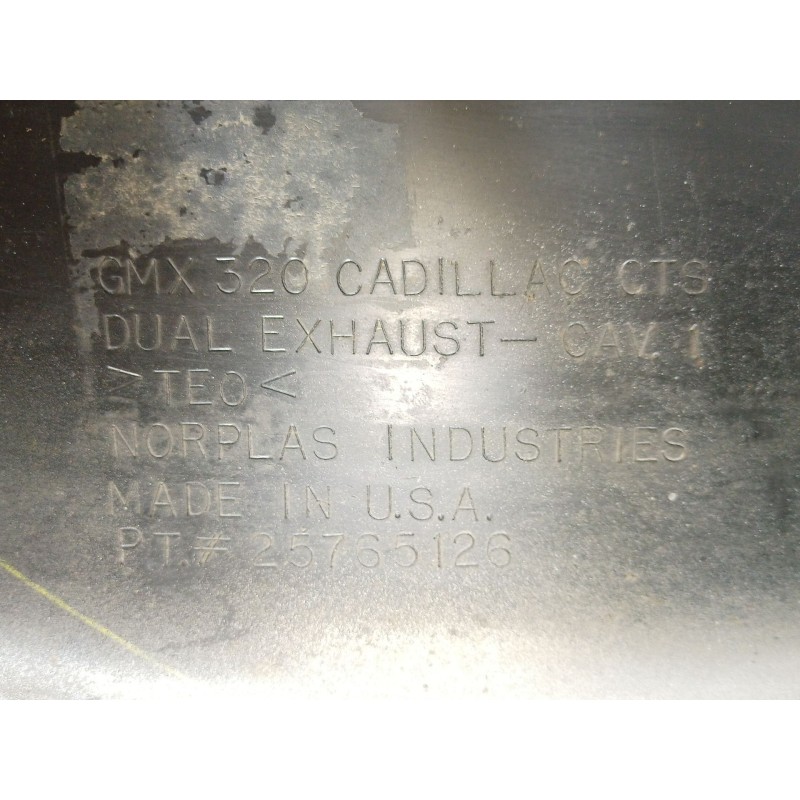 GMX 320 CADILLAC CTS
DUAL EXHAUST- CAV 1
>TEO<
NORPLAS INDUSTRIES
MADE IN U.S.A.
PT.# 25765126